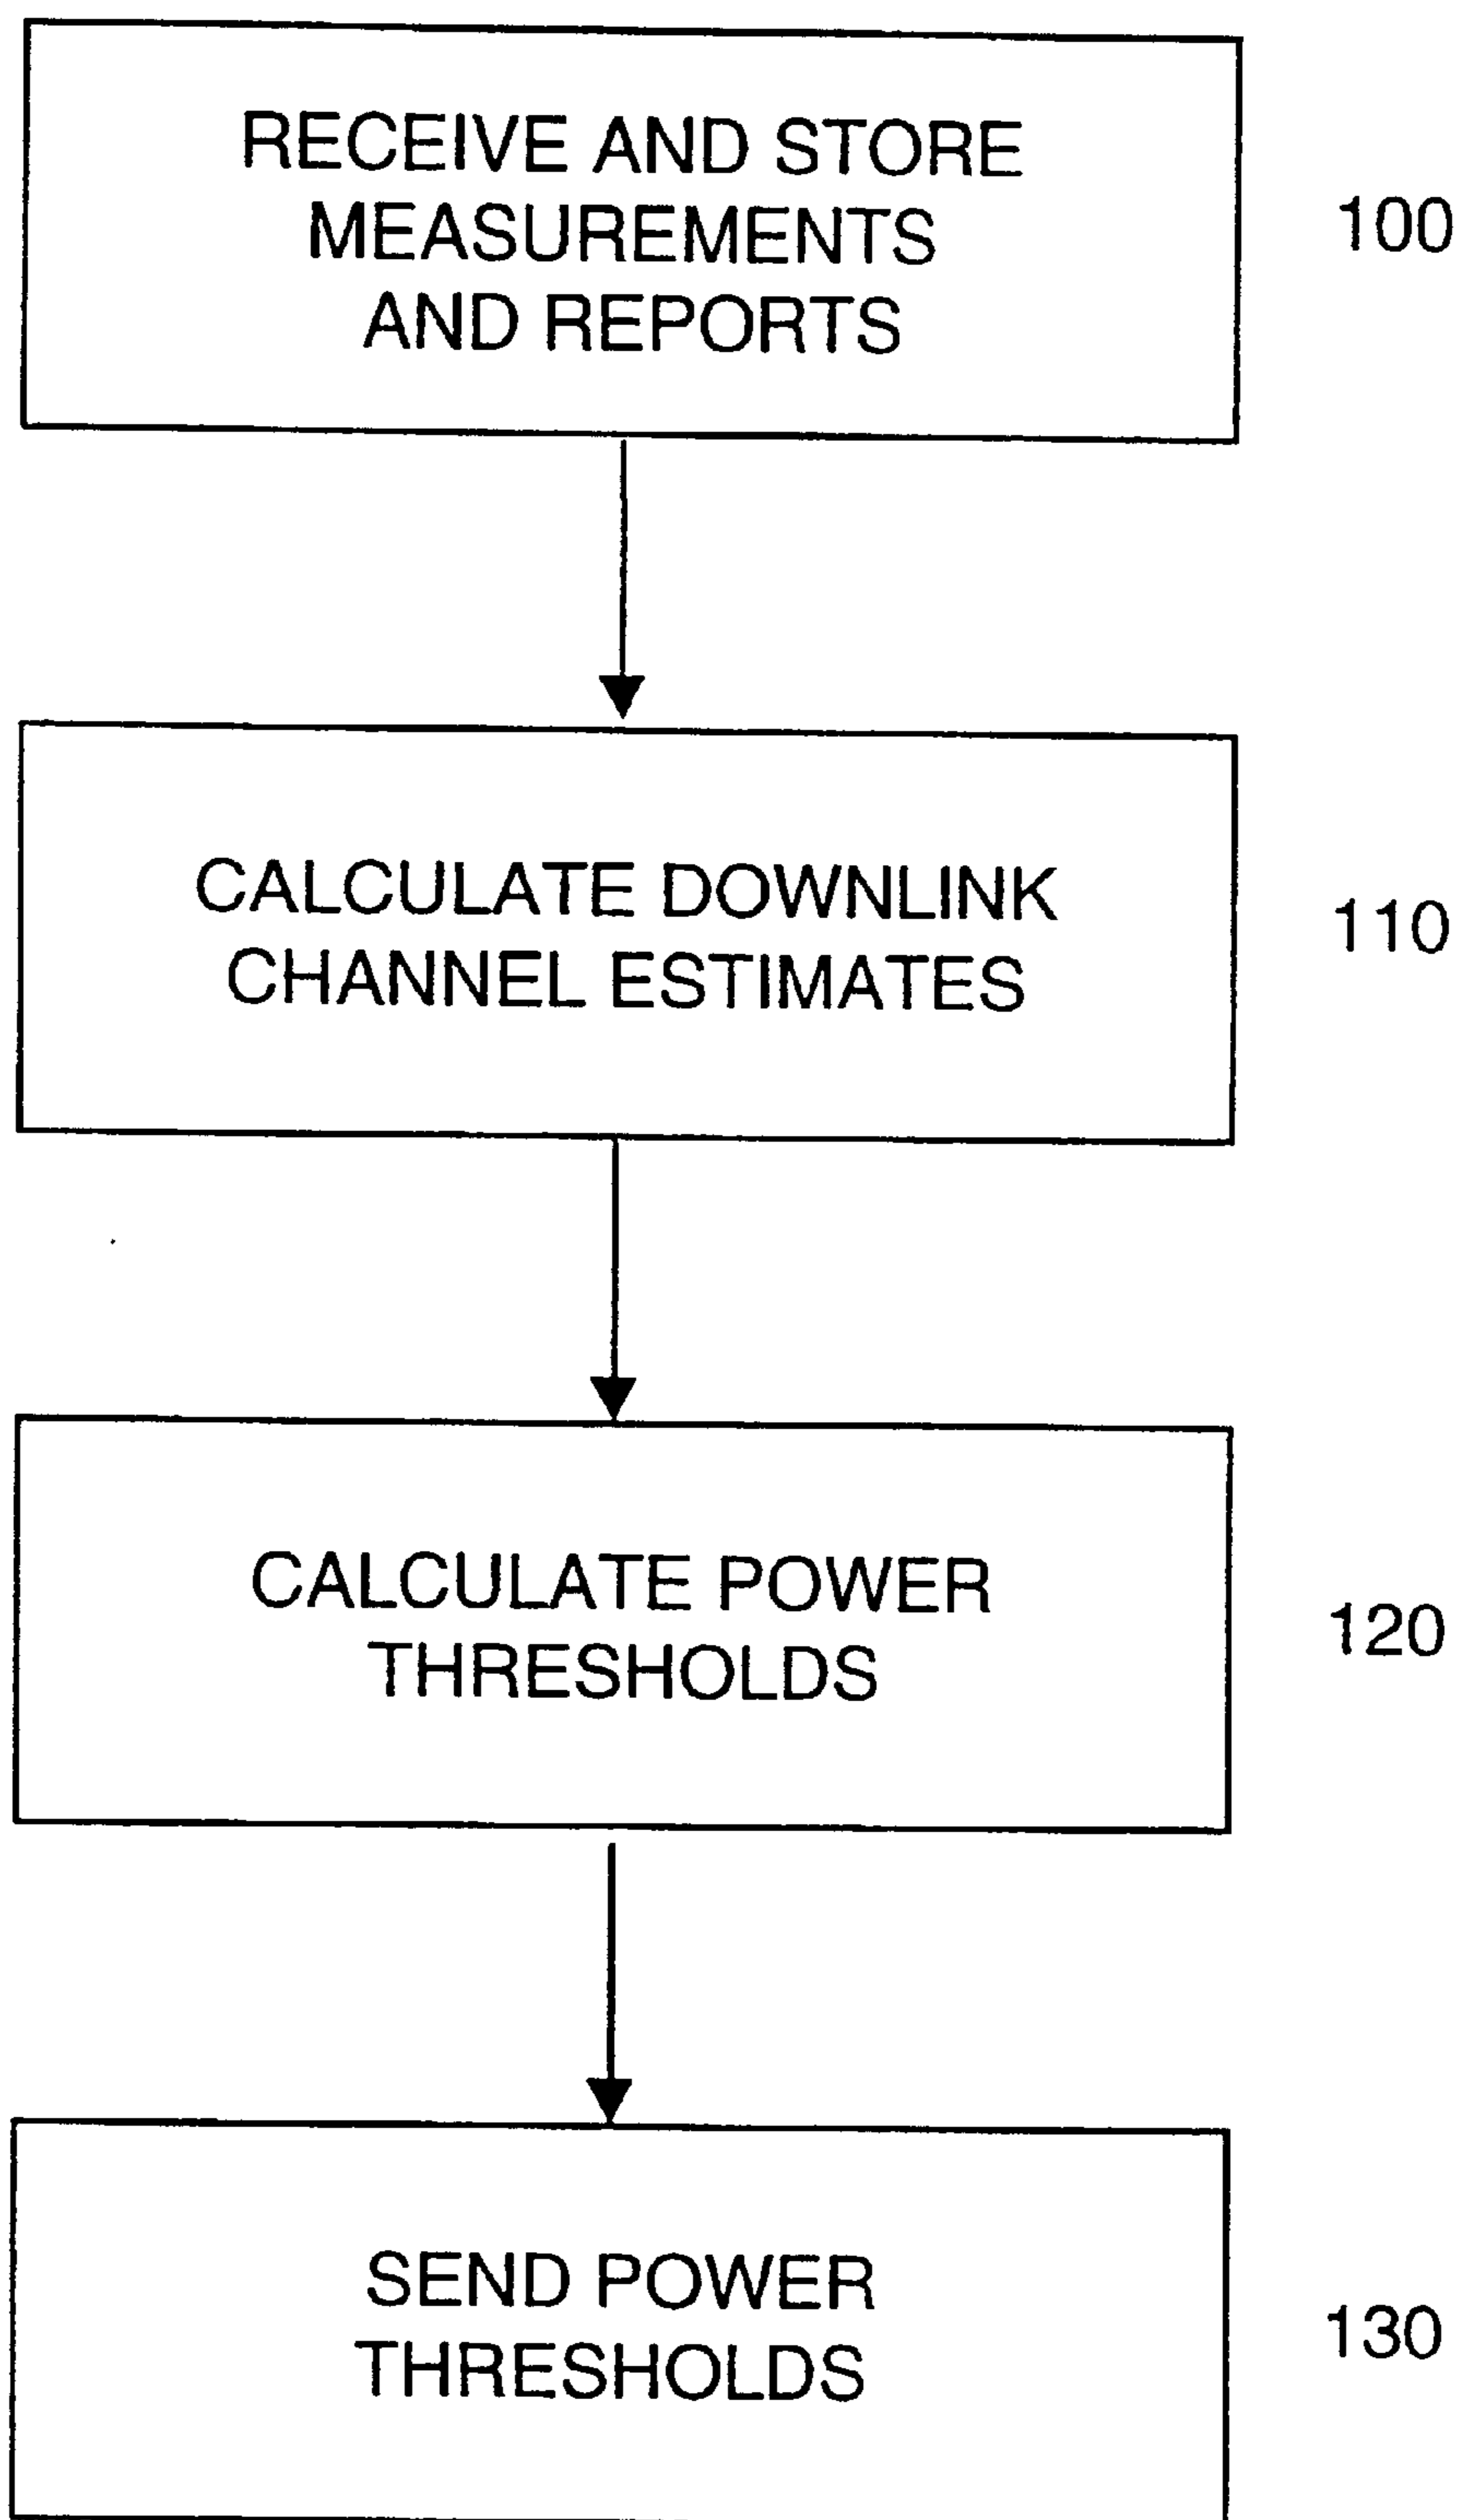 RECEIVE AND STORE
MEASUREMENTS
AND REPORTS
100
CALCULATE DOWNLINK
CHANNEL ESTIMATES
110
CALCULATE POWER
THRESHOLDS
120
SEND POWER
THRESHOLDS
130